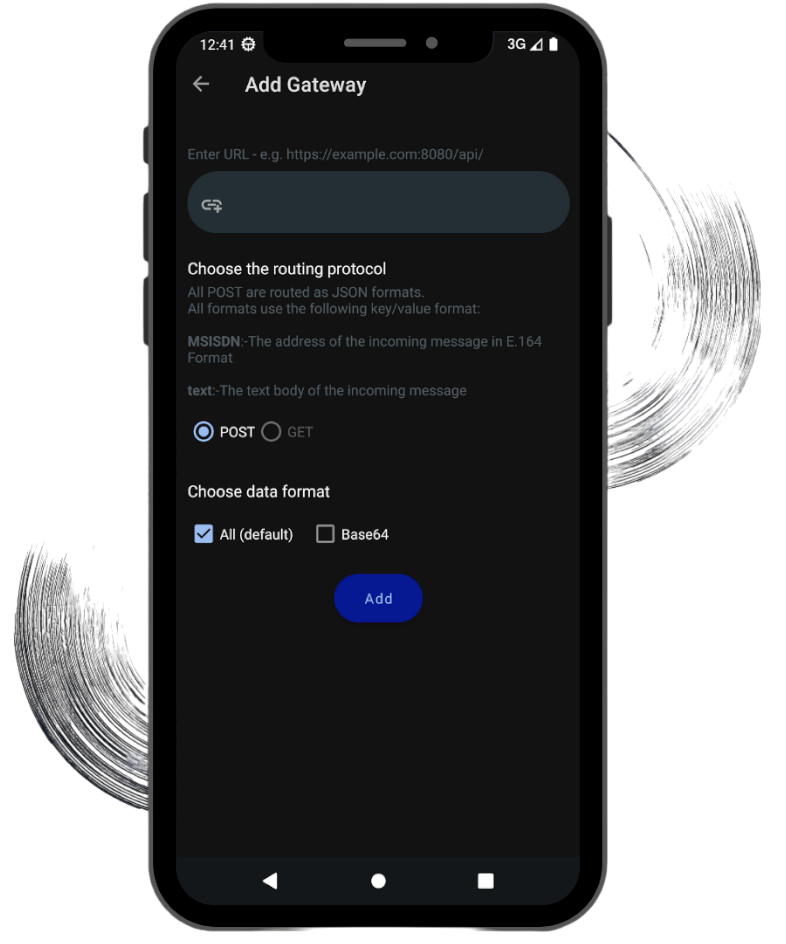 12:41 3G
Add Gateway
Enter URL - e.g. https://example.com:8080/api/
Choose the routing protocol
All POST are routed as JSON formats.
All formats use the following key/value format:
MSISDN:-The address of the incoming message in E.164
Format
text:-The text body of the incoming message
POST GET
Choose data format
All (default) Base64
Add